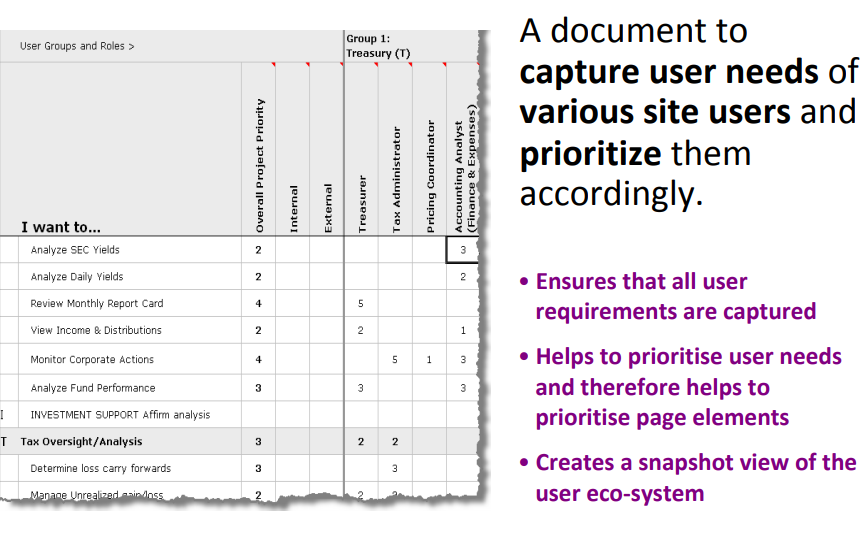 User Groups and Roles >
Group 1:
Treasury (T)
I want to...
Overall Project Priority
Internal
External
Treasurer
Tax Administrator
Pricing Coordinator
Accounting Analyst
(Finance & Expenses)
Analyze SEC Yields 2 3
Analyze Daily Yields 2 2
Review Monthly Report Card 4 5
View Income & Distributions 2 2 1
Monitor Corporate Actions 4 5 1 3
Analyze Fund Performance 3 3 3
I INVESTMENT SUPPORT Affirm analysis
T Tax Oversight/Analysis 3 2 2
Determine loss carry forwards 3 3
Manage Unrealized gain/loss 2 2
A document to
capture user needs of
various site users and
prioritize them
accordingly.
• Ensures that all user
requirements are captured
• Helps to prioritise user needs
and therefore helps to
prioritise page elements
• Creates a snapshot view of the
user eco-system